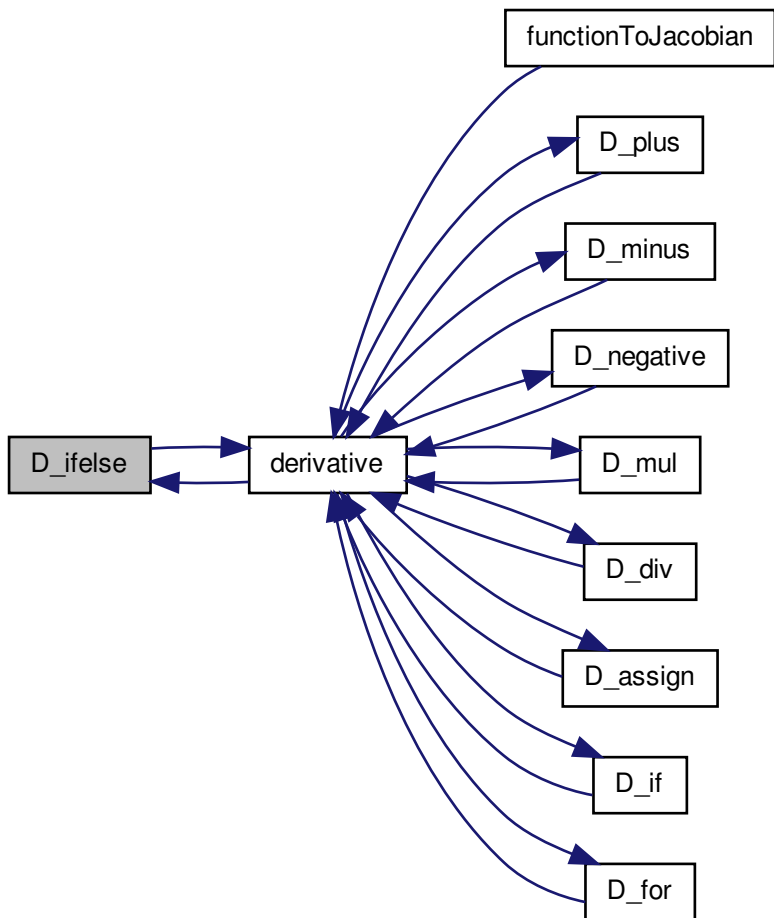 functionToJacobian
D_plus
D_minus
D_negative
D_ifelse
derivative
D_mul
D_div
D_assign
D_if
D_for